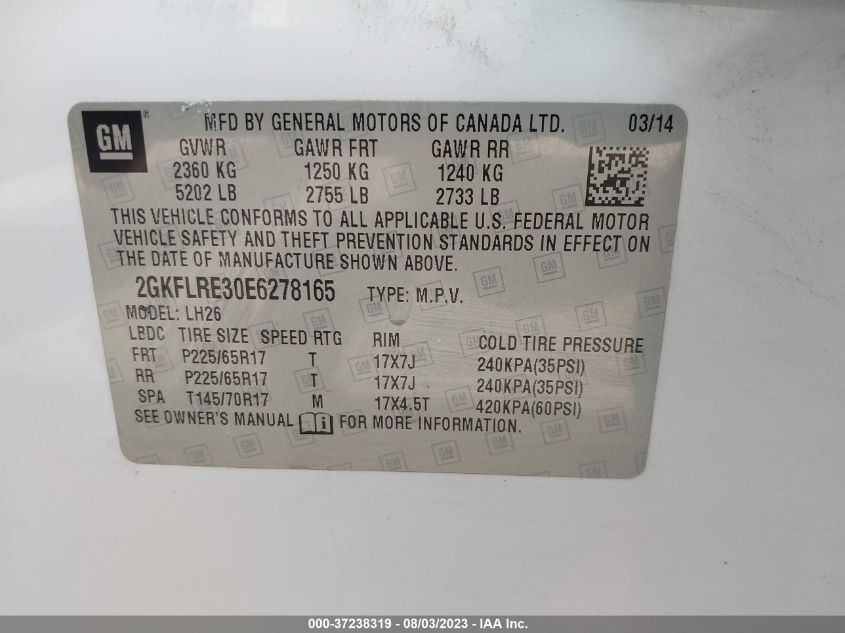 GM ® MFD BY GENERAL MOTORS OF CANADA LTD. 03/14
GVWR GAWR FRT GAWR RR
2360 KG 1250 KG 1240 KG
5202 LB 2755 LB 2733 LB
THIS VEHICLE CONFORMS TO ALL APPLICABLE U.S. FEDERAL MOTOR
VEHICLE SAFETY AND THEFT PREVENTION STANDARDS IN EFFECT ON
THE DATE OF MANUFACTURE SHOWN ABOVE.
2GKFLRE30E6278165 TYPE: M.P.V.
MODEL: LH26
LBDC TIRE SIZE SPEED RTG RIM COLD TIRE PRESSURE
FRT P225/65R17 T 17X7J 240KPA(35PSI)
RR P225/65R17 T 17X7J 240KPA(35PSI)
SPA T145/70R17 M 17X4.5T 420KPA(60PSI)
SEE OWNER'S MANUAL i FOR MORE INFORMATION.
000-37238319 - 08/03/2023 - IAA Inc.